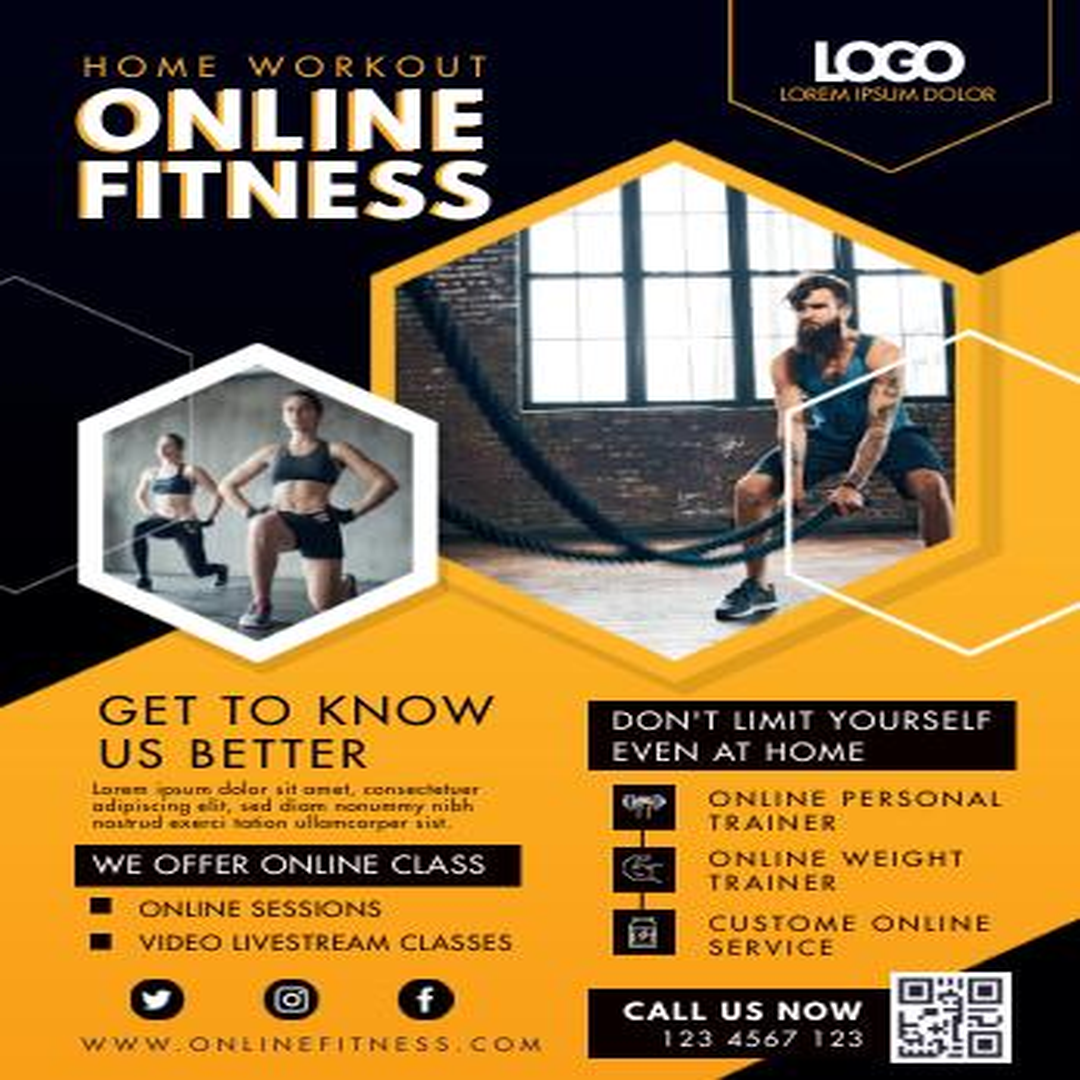 HOME WORKOUT
ONLINE
FITNESS
LOGO
LOREM IPSUM DOLOR
GET TO KNOW
US BETTER
Lorem ipsum dolor sit amet, consectetuer
adipiscing elit, sed diam nonummy nibh
nostrud exerci tation ullamcorper sist.
WE OFFER ONLINE CLASS
ONLINE SESSIONS
VIDEO LIVESTREAM CLASSES
WWW.ONLINEFITNESS.COM
DON'T LIMIT YOURSELF
EVEN AT HOME
ONLINE PERSONAL
TRAINER
ONLINE WEIGHT
TRAINER
CUSTOME ONLINE
SERVICE
CALL US NOW
123 4567 123